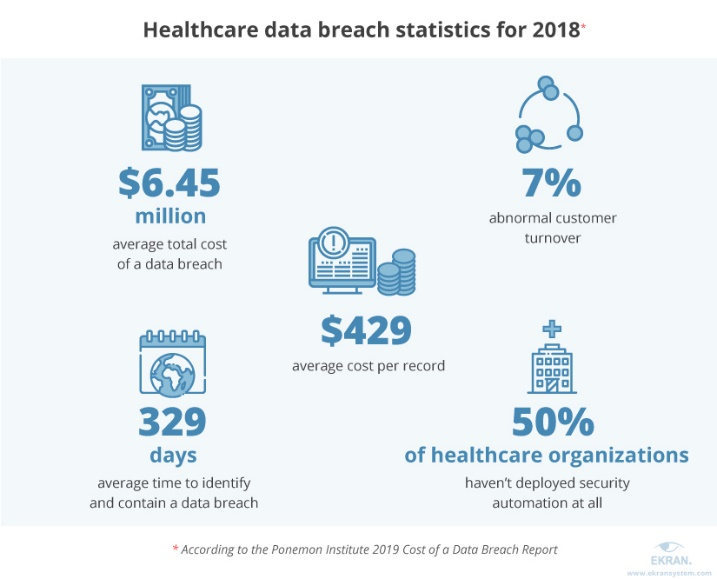 Healthcare data breach statistics for 2018*
$6.45
million
average total cost
of a data breach
7%
abnormal customer
turnover
$429
average cost per record
329
days
average time to identify
and contain a data breach
50%
of healthcare organizations
haven't deployed security
automation at all
* According to the Ponemon Institute 2019 Cost of a Data Breach Report
EKRAN.
www.ekransystem.com